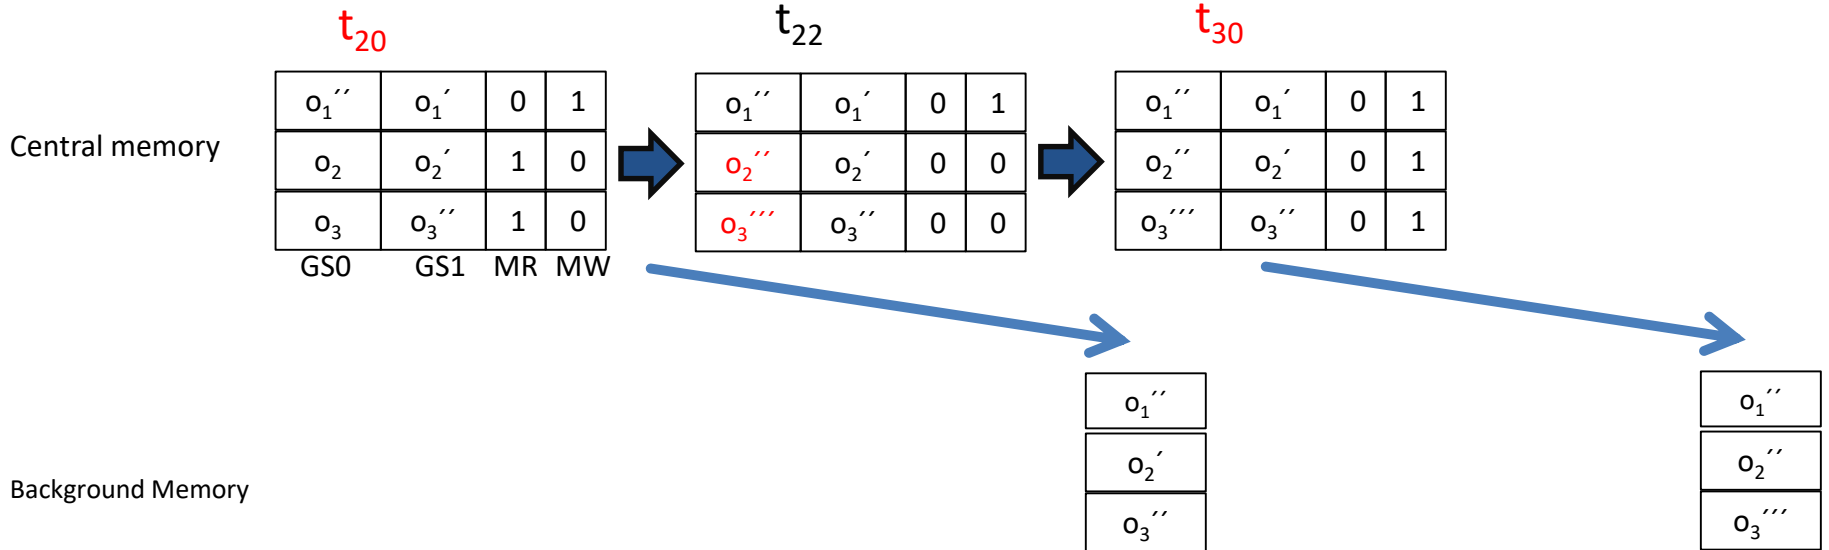 t20 t22 t30
o1´´ o1´ 0 1 o1´´ o1´ 0 1 o1´´ o1´ 0 1
Central memory
o2 o2´ 1 0 o2´´ o2´ 0 0 o2´´ o2´ 0 1
o3 o3´´ 1 0 o3´´´ o3´´ 0 0 o3´´´ o3´´ 0 1
GS0 GS1 MR MW
o1´´ o1´´
o2´ o2´´
Background Memory
o3´´ o3´´´